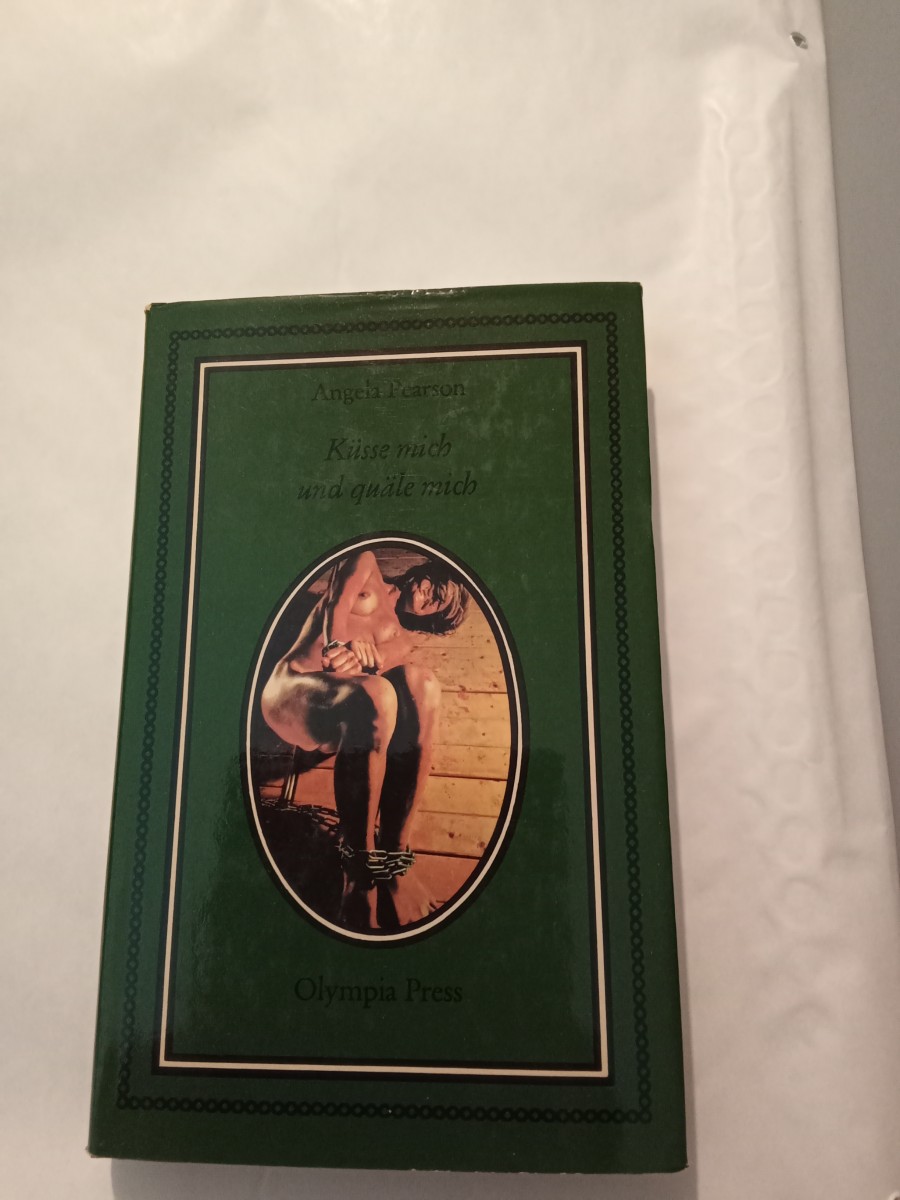 Angela Pearson
Küsse mich
und quäle mich
Olympia Press